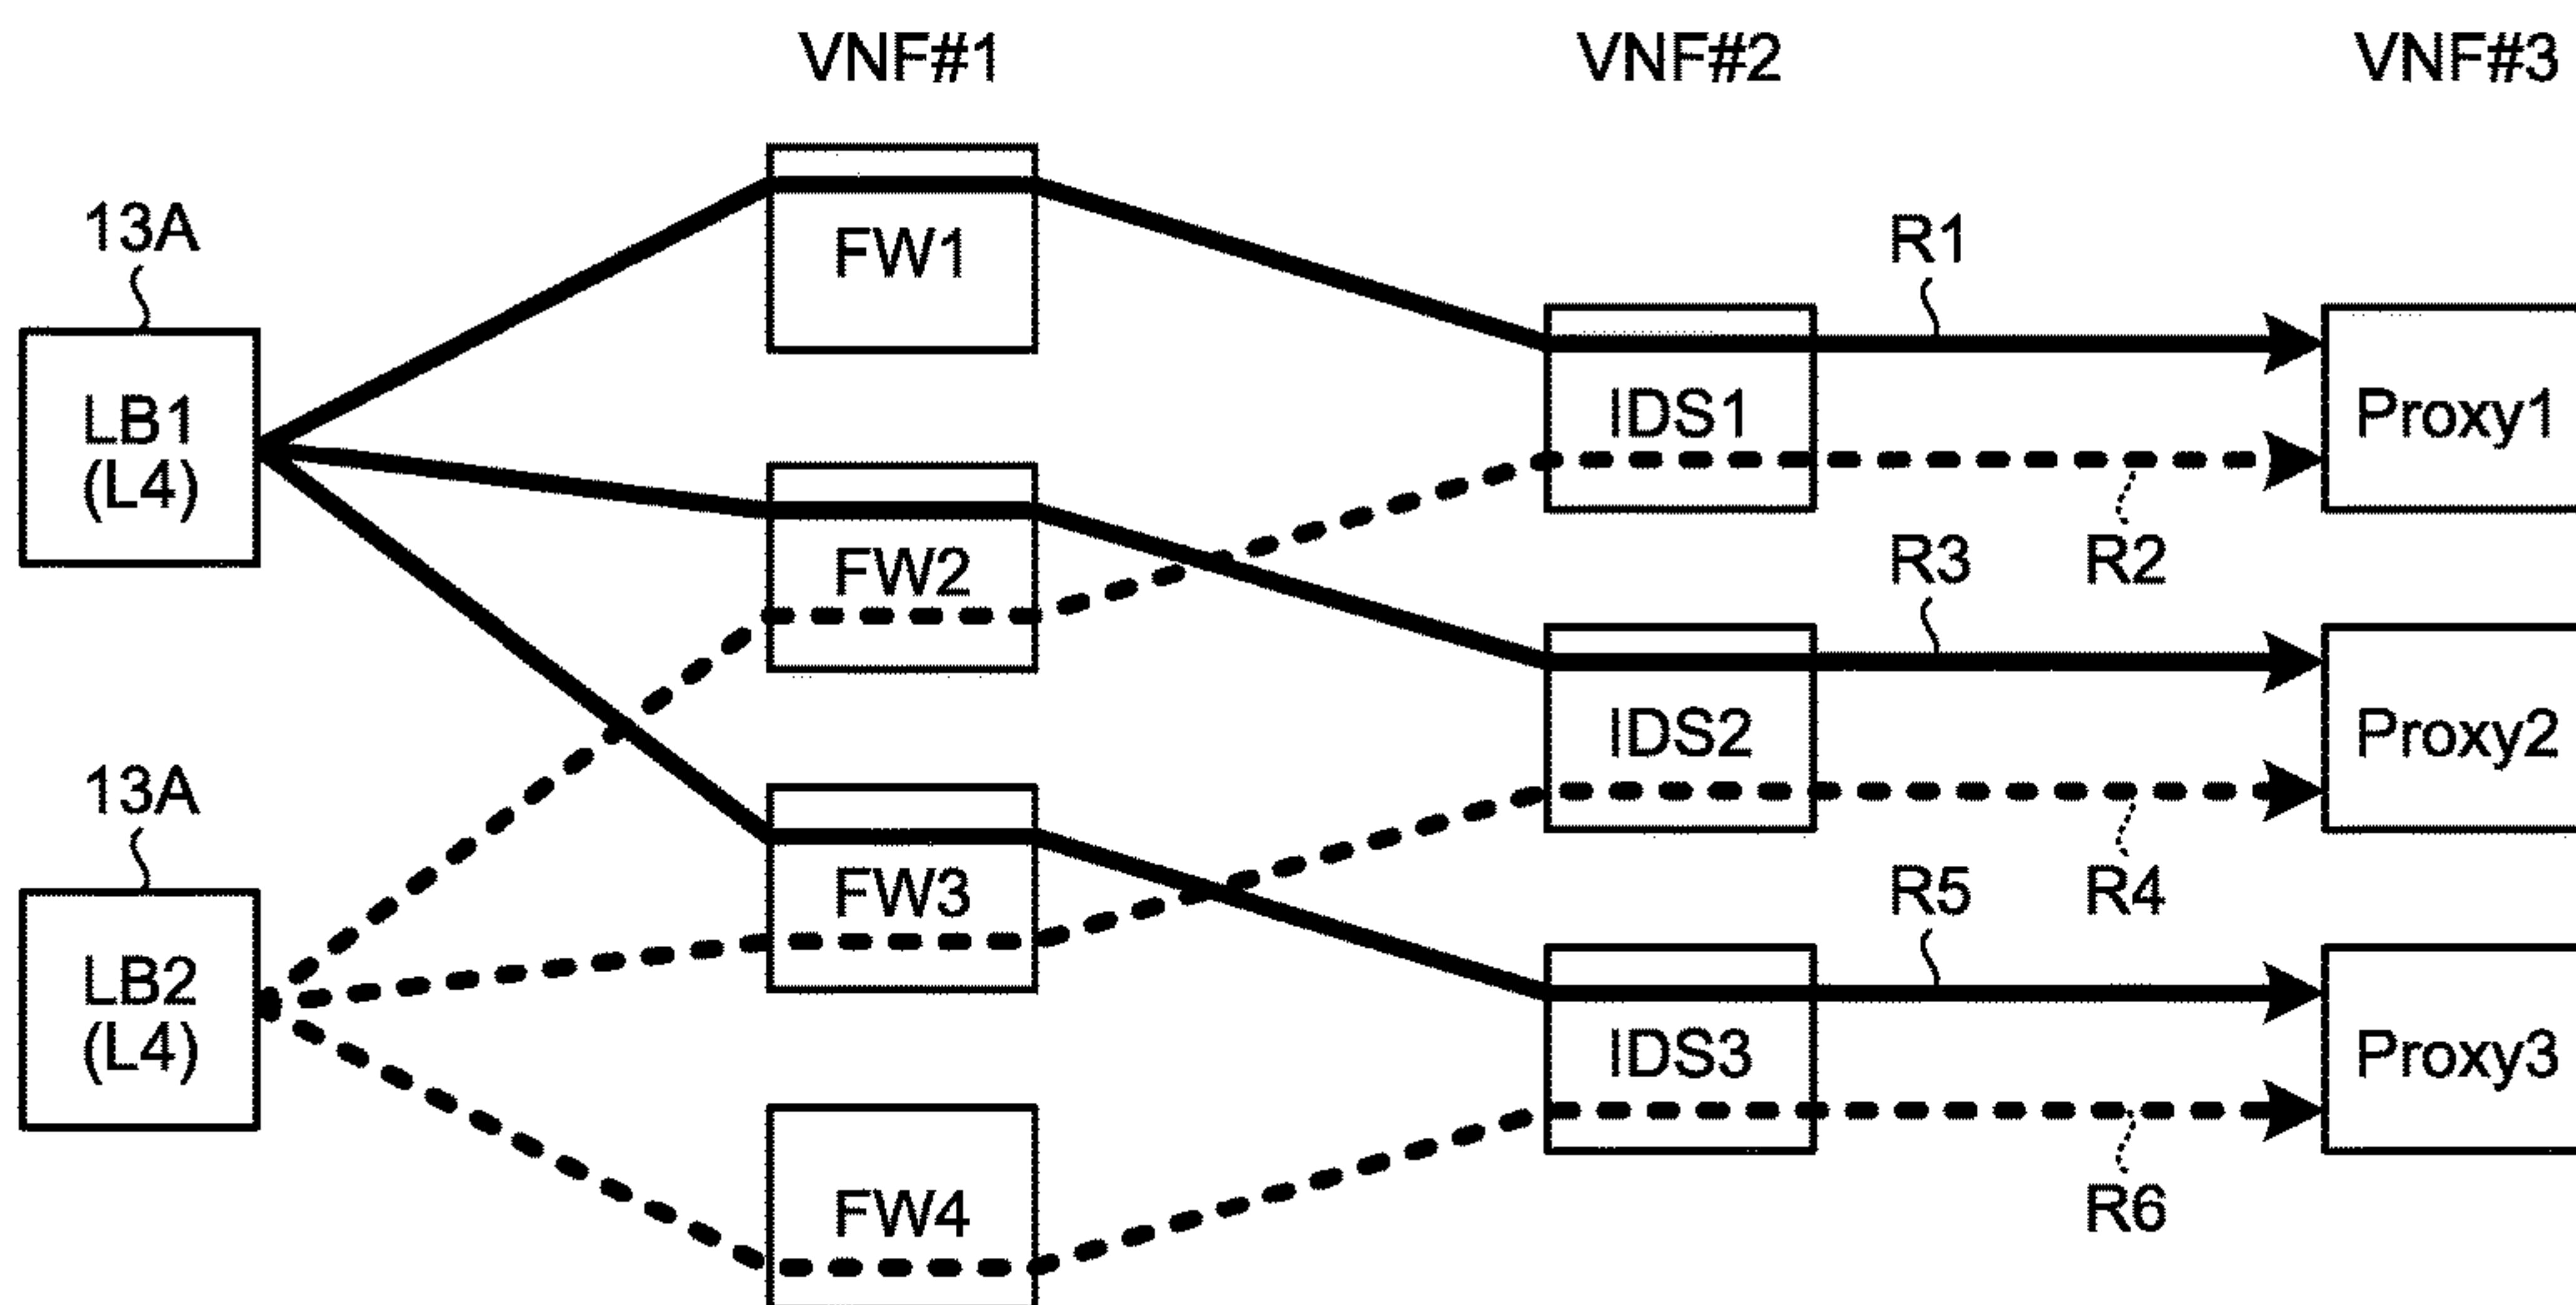 VNF#1
VNF#2
VNF#3
13A
LB1
(L4)
FW1
R1
IDS1
Proxy1
FW2
R3
R2
IDS2
Proxy2
13A
LB2
(L4)
FW3
R5
R4
IDS3
Proxy3
FW4
R6